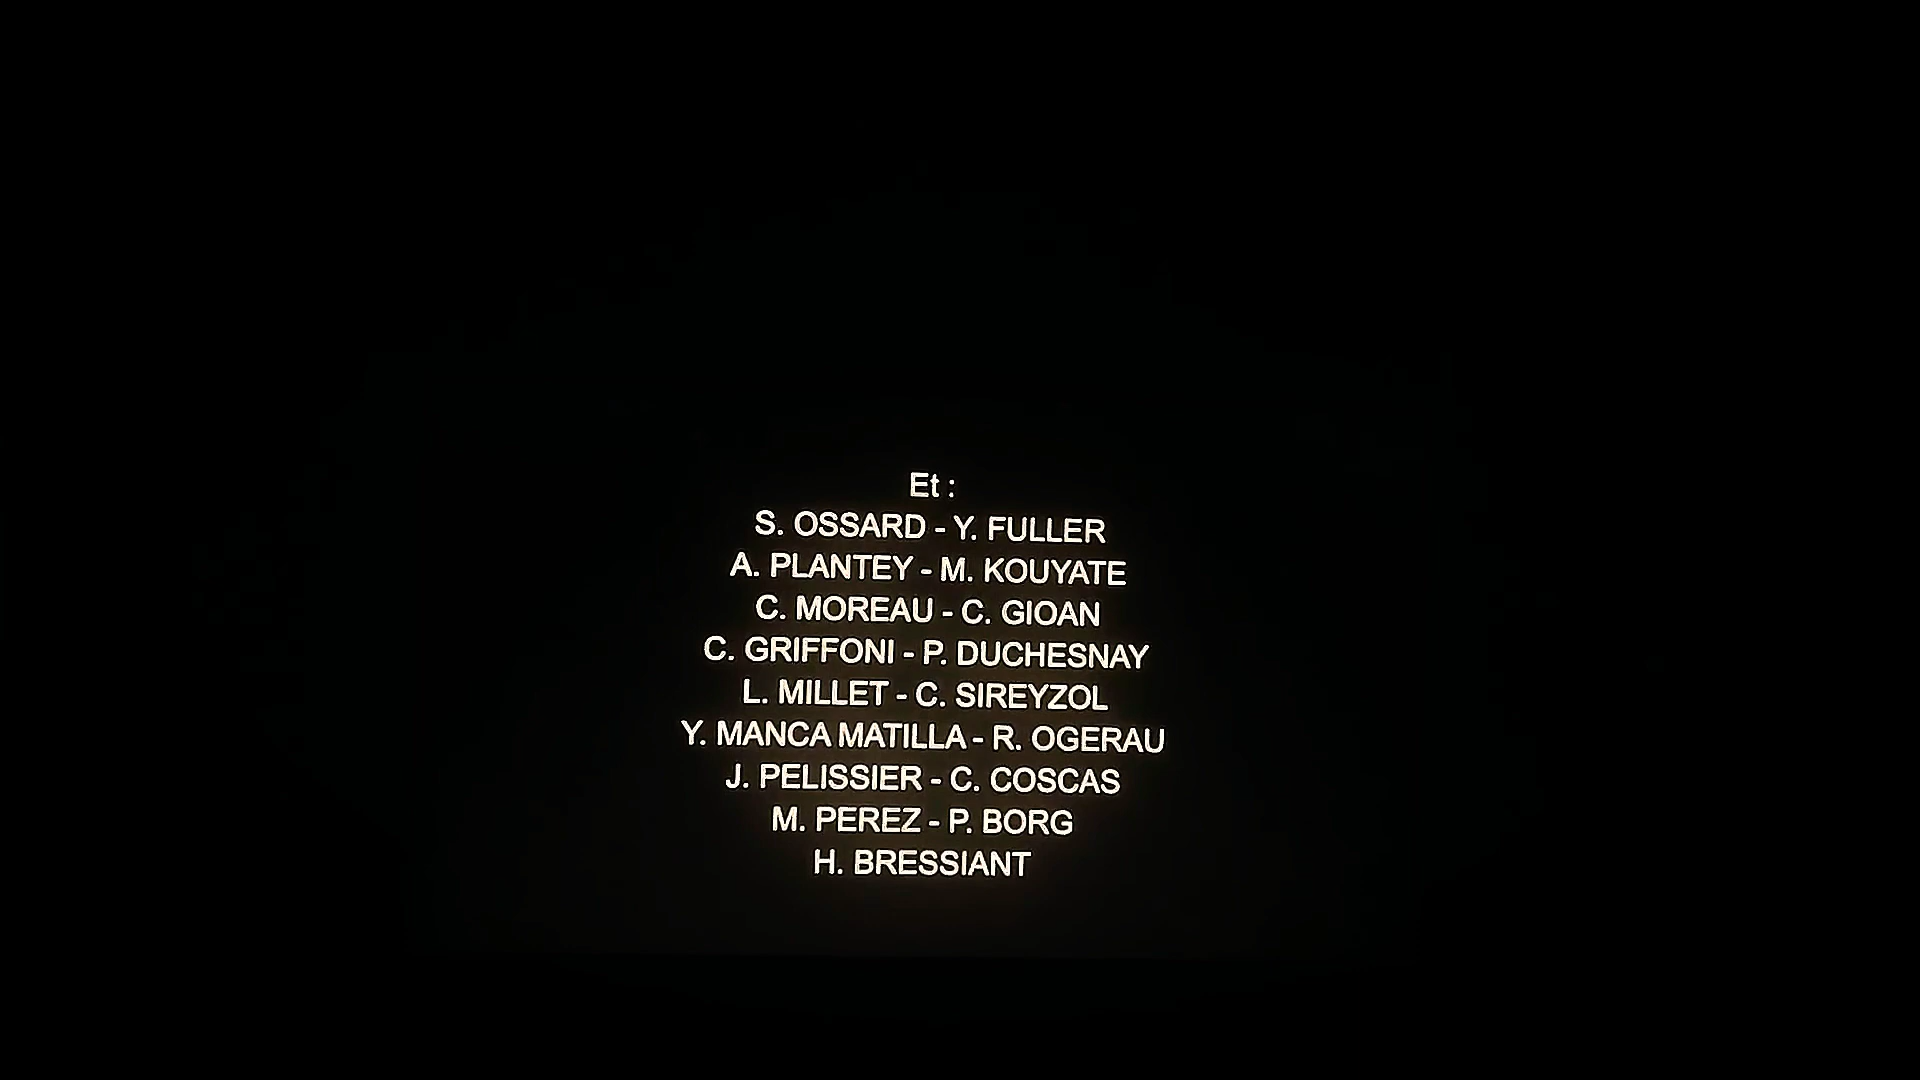 Et :
S. OSSARD - Y. FULLER
A. PLANTEY - M. KOUYATE
C. MOREAU - C. GIOAN
C. GRIFFONI - P. DUCHESNAY
L. MILLET - C. SIREYZOL
Y. MANCA MATILLA - R. OGERAU
J. PELISSIER - C. COSCAS
M. PEREZ - P. BORG
H. BRESSIANT